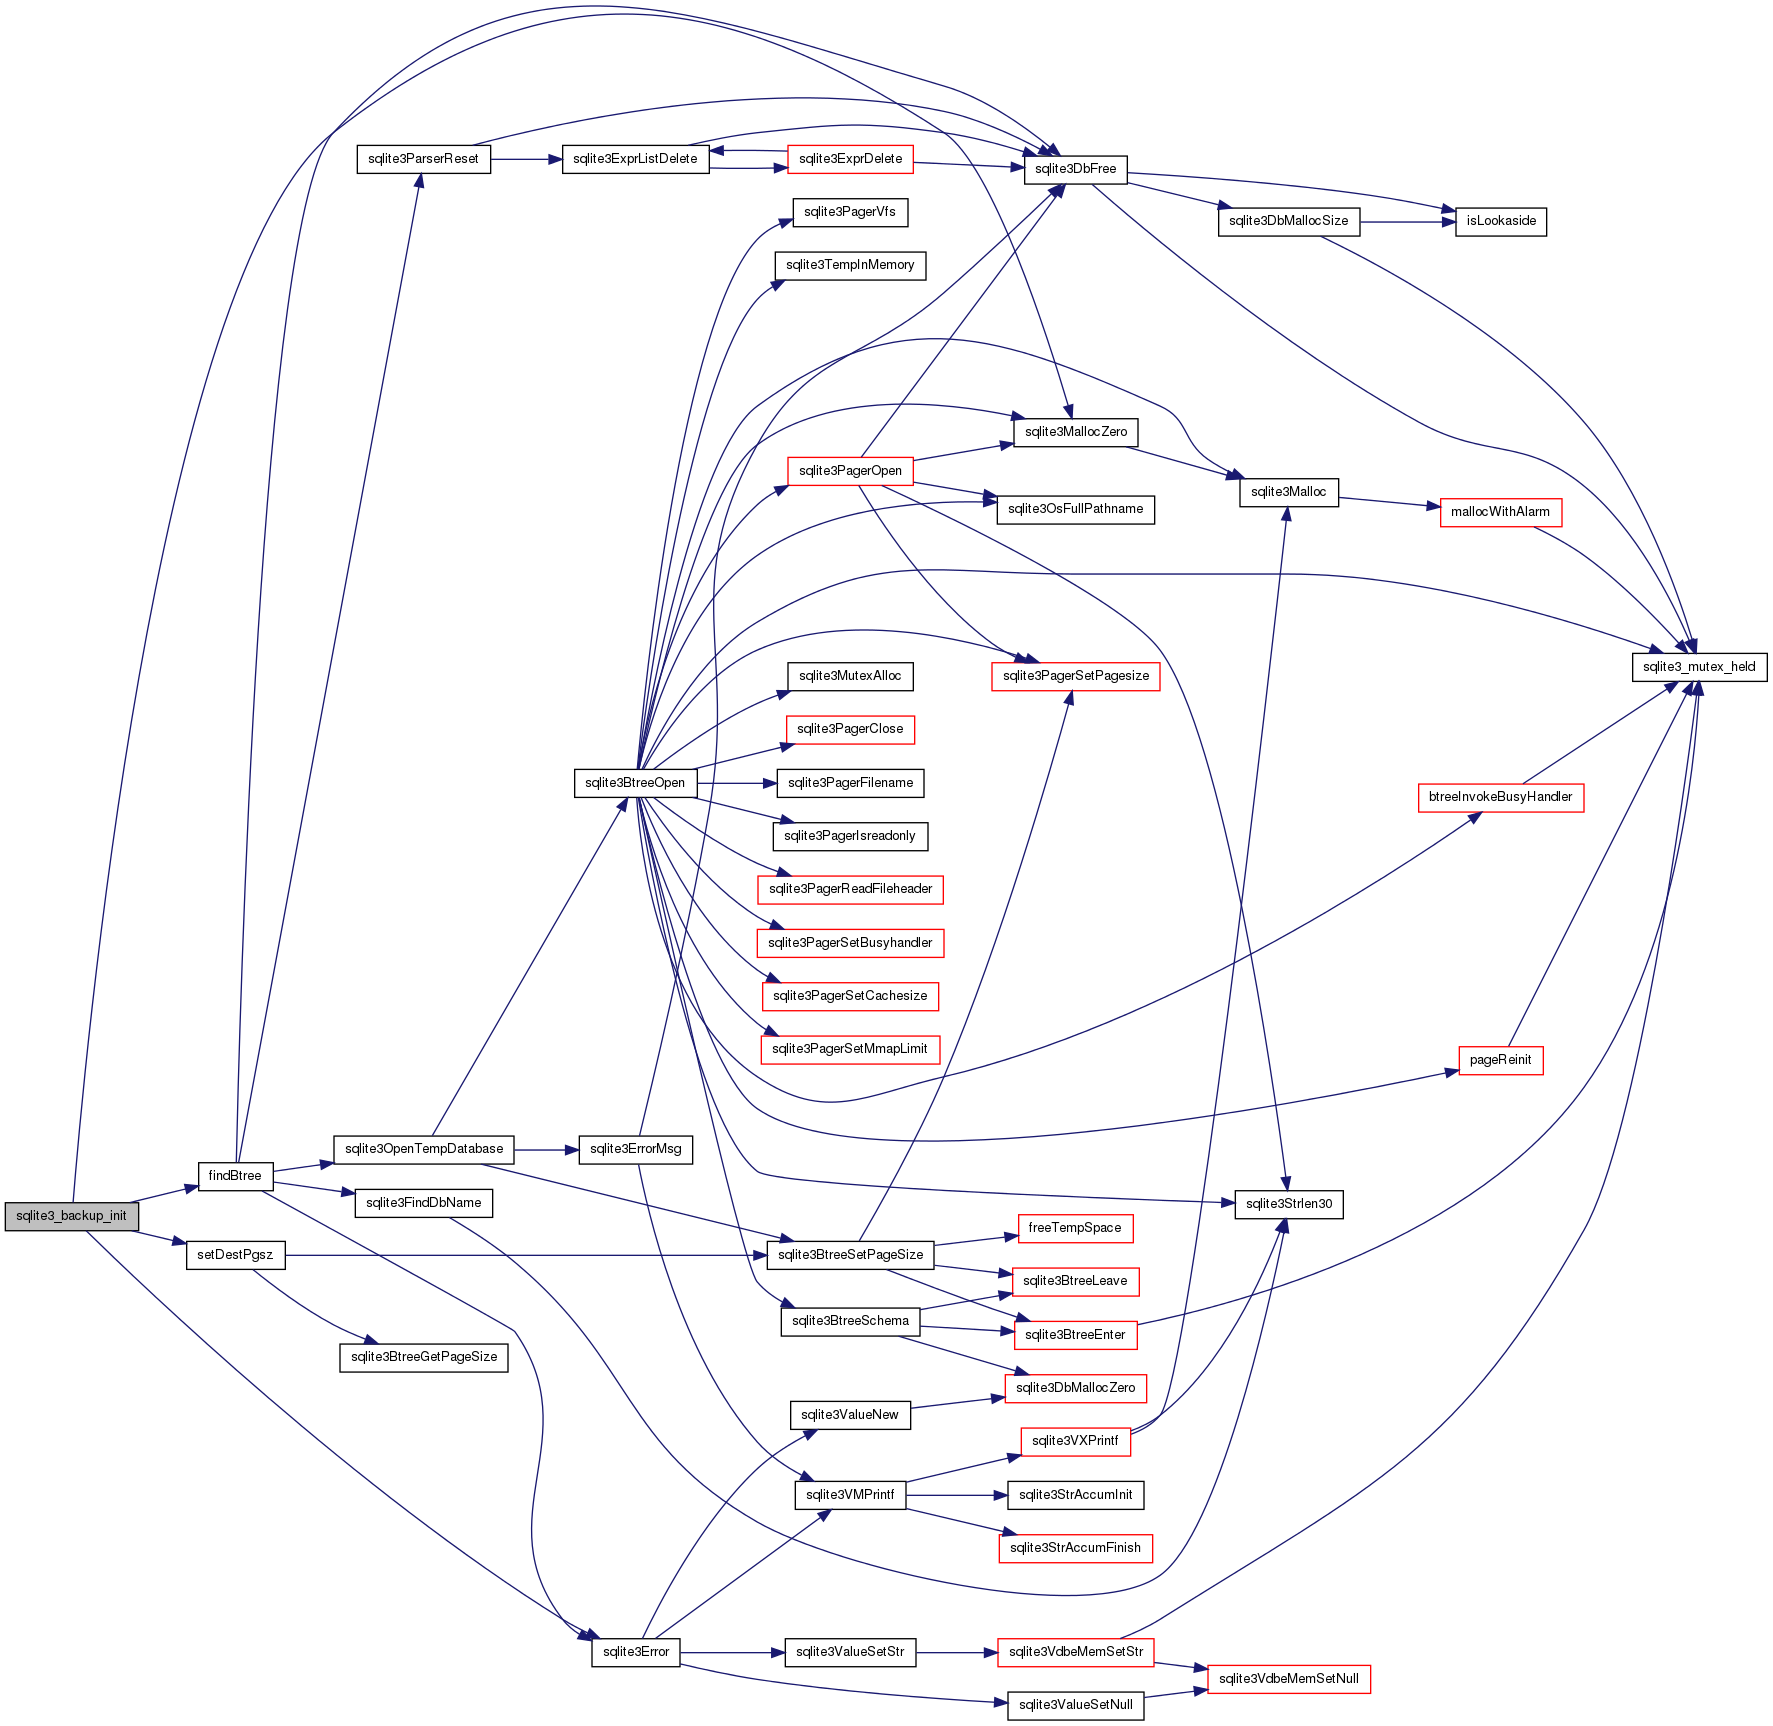 sqlite3ParserReset
sqlite3ExprListDelete
sqlite3ExprDelete
sqlite3DbFree
sqlite3PagerVfs
sqlite3DbMallocSize
isLookaside
sqlite3TempInMemory
sqlite3MallocZero
sqlite3PagerOpen
sqlite3Malloc
sqlite3OsFullPathname
mallocWithAlarm
sqlite3MutexAlloc
sqlite3PagerSetPagesize
sqlite3_mutex_held
sqlite3PagerClose
sqlite3BtreeOpen
sqlite3PagerFilename
btreeInvokeBusyHandler
sqlite3PagerIsreadonly
sqlite3PagerReadFileheader
sqlite3PagerSetBusyhandler
sqlite3PagerSetCachesize
sqlite3PagerSetMmapLimit
pageReinit
sqlite3OpenTempDatabase
sqlite3ErrorMsg
findBtree
sqlite3FindDbName
sqlite3Strlen30
sqlite3_backup_init
freeTempSpace
setDestPgsz
sqlite3BtreeSetPageSize
sqlite3BtreeLeave
sqlite3BtreeSchema
sqlite3BtreeEnter
sqlite3BtreeGetPageSize
sqlite3DbMallocZero
sqlite3ValueNew
sqlite3VXPrintf
sqlite3VMPrintf
sqlite3StrAccumInit
sqlite3StrAccumFinish
sqlite3Error
sqlite3ValueSetStr
sqlite3VdbeMemSetStr
sqlite3VdbeMemSetNull
sqlite3ValueSetNull